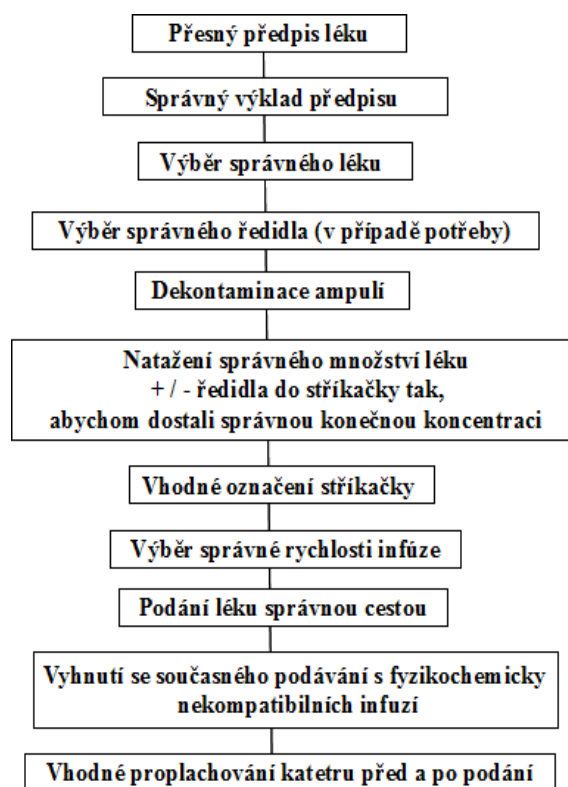 Přesný předpis léku
Správný výklad předpisu
Výběr správného léku
Výběr správného ředidla (v případě potřeby)
Dekontaminace ampulí
Natažení správného množství léku
+ / - ředidla do stříkačky tak,
abychom dostali správnou konečnou koncentraci
Vhodné označení stříkačky
Výběr správné rychlosti infúze
Podání léku správnou cestou
Vyhnutí se současného podávání s fyzikochemicky
nekompatibilních infuzí
Vhodné proplachování katetru před a po podání